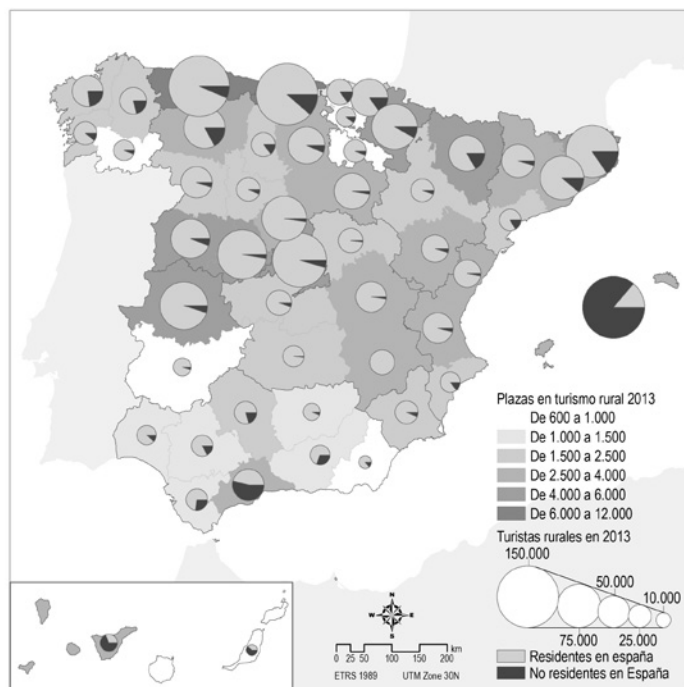 Plazas en turismo rural 2013
De 600 a 1.000
De 1.000 a 1.500
De 1.500 a 2.500
De 2.500 a 4.000
De 4.000 a 6.000
De 6.000 a 12.000
Turistas rurales en 2013
150.000
50.000
10.000
75.000
25.000
Residentes en españa
No residentes en España
N
W E
S
km
0 25 50 100 150 200
ETRS 1989 UTM Zone 30N